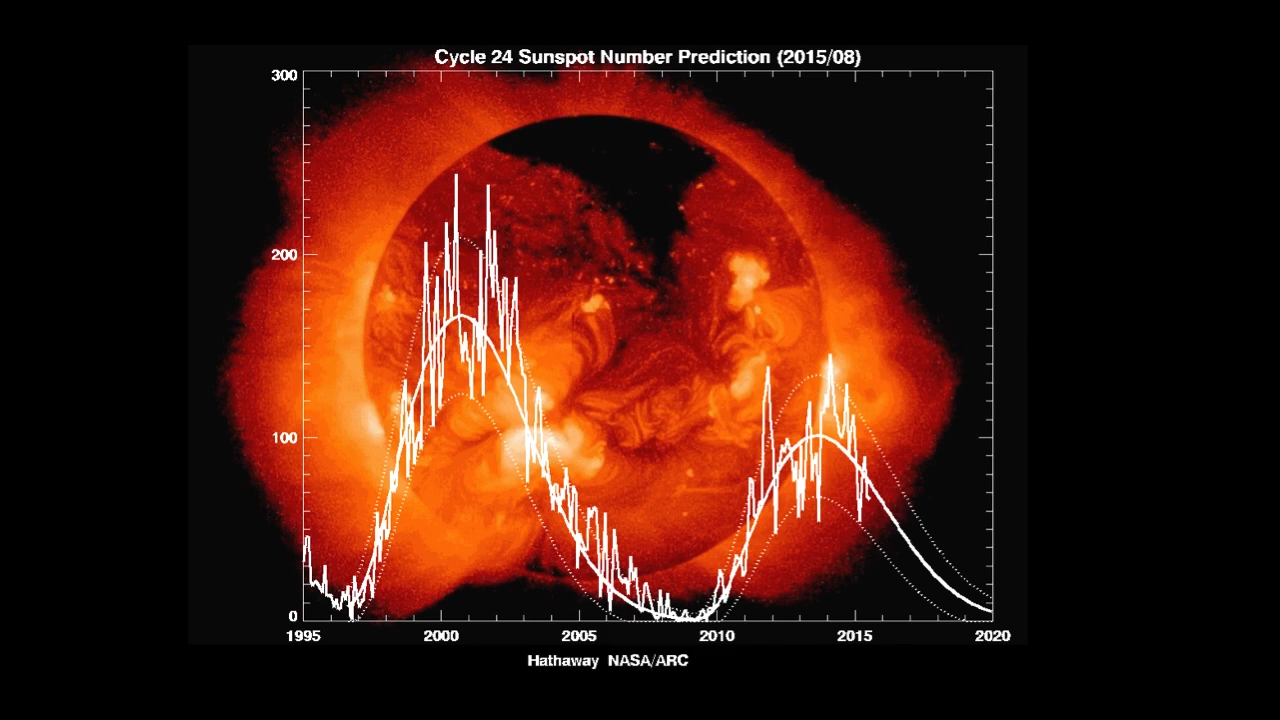 Cycle 24 Sunspot Number Prediction (2015/08)
300
200
100
0
1995 2000 2005 2010 2015 2020
Hathaway NASA/ARC